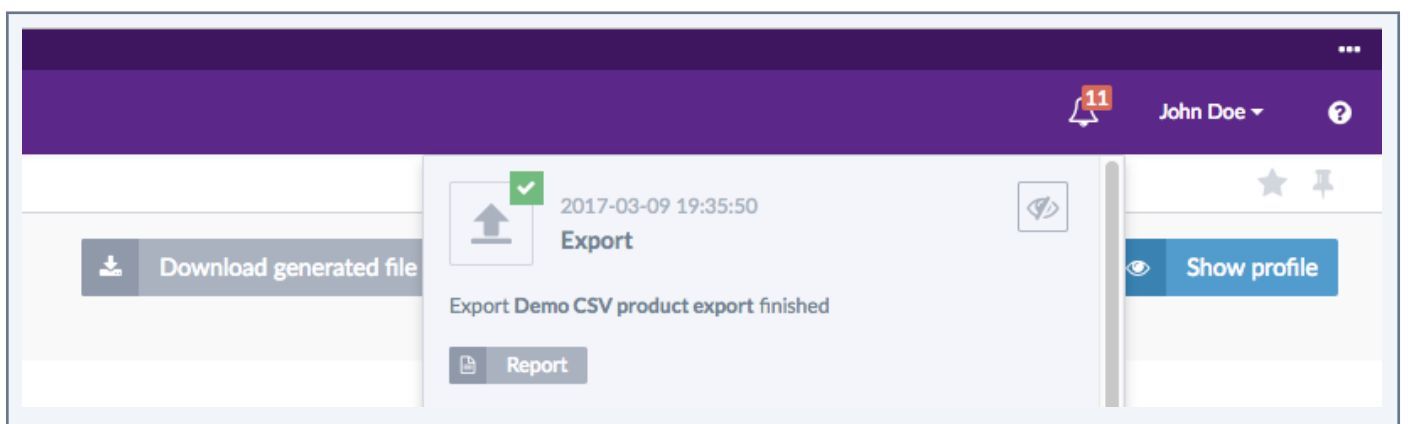 11
John Doe
2017-03-09 19:35:50
Export
Download generated file
Show profile
Export Demo CSV product export finished
Report